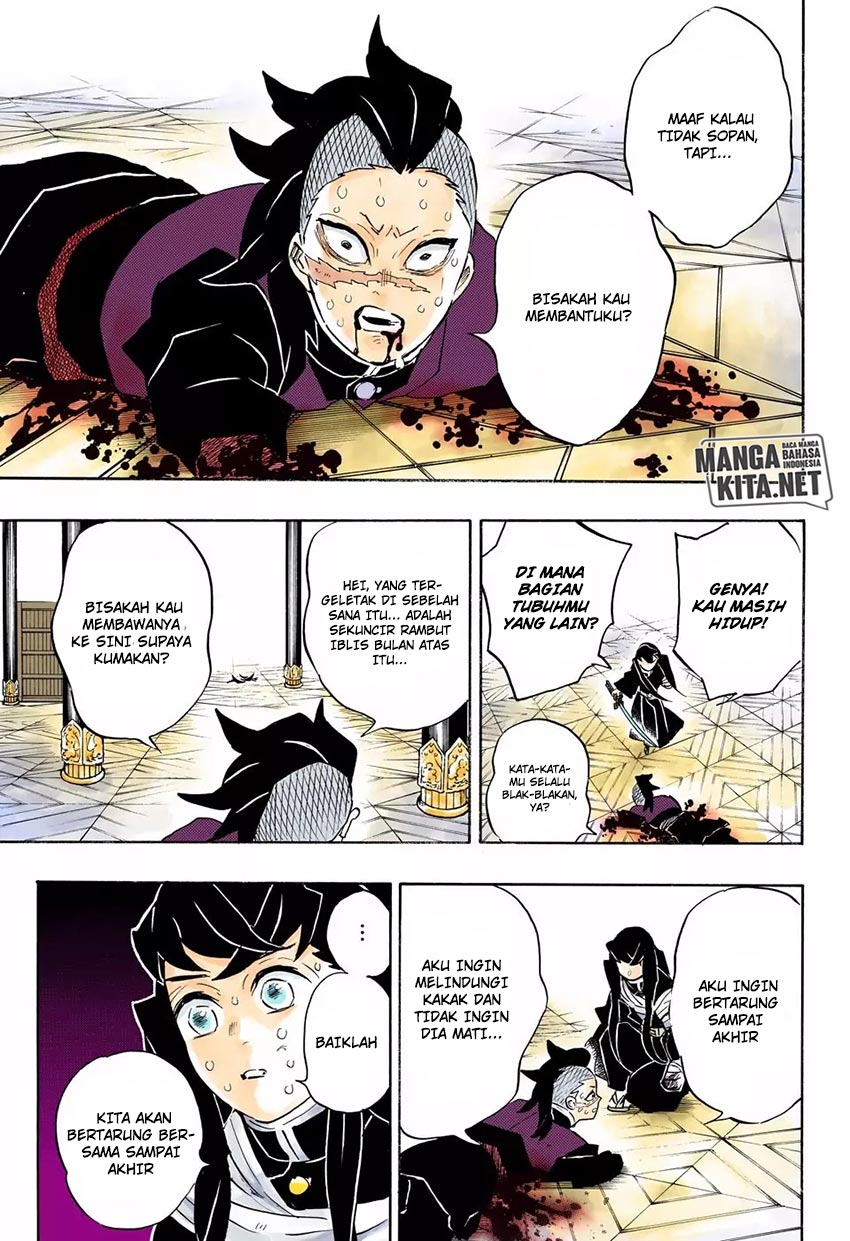 MAAF KALAU
TIDAK SOPAN,
TAPI...
BISAKAH KAU
MEMBANTUKU?
MANGA
KITA.NET
BACA MANGA
BAHASA
INDONESIA
GENYA!
KAU MASIH
HIDUP!
DI MANA
BAGIAN
TUBUHMU
YANG LAIN?
KATA-KATA-
MU SELALU
BLAK-BLAKAN,
YA?
HEI, YANG TER-
GELETAK DI SEBELAH
SANA ITU... ADALAH
SEKUNCIR RAMBUT
IBLIS BULAN ATAS
ITU...
BISAKAH KAU
MEMBAWANYA
KE SINI SUPAYA
KUMAKAN?
AKU INGIN
BERTARUNG
SAMPAI
AKHIR
AKU INGIN
MELINDUNGI
KAKAK DAN
TIDAK INGIN
DIA MATI...
...
BAIKLAH
KITA AKAN
BERTARUNG BER-
SAMA SAMPAI
AKHIR